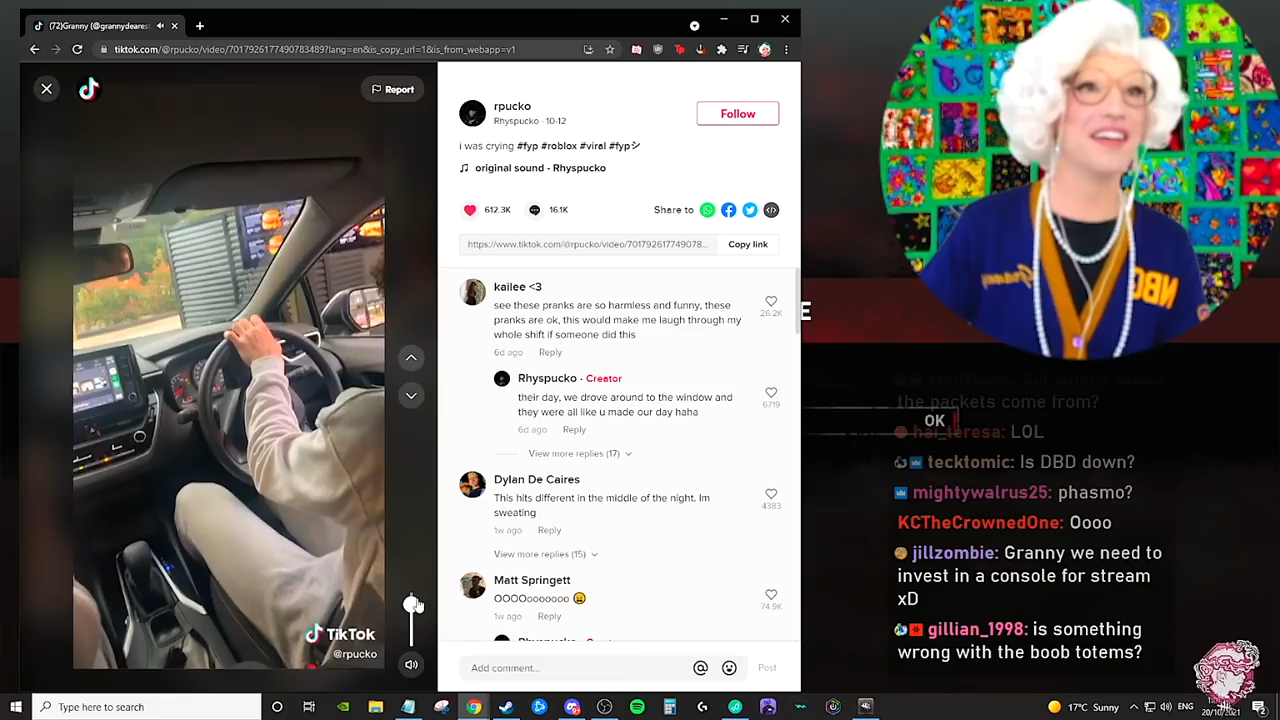 (72)Granny (@grannydeares
tiktok.com/@rpucko/video/7017926177490783489?lang=en&is_copy_url=1&is_from_webapp=v1
Report
rpucko
Rhyspucko · 10-12
Follow
i was crying #fyp #roblox #viral #fypシ
original sound - Rhyspucko
612.3K
16.1K
Share to
https://www.tiktok.com/@rpucko/video/701792617749078...
Copy link
kailee <3
see these pranks are so harmless and funny, these
pranks are ok, this would make me laugh through my
whole shift if someone did this
26.2K
6d ago
Reply
Rhyspucko · Creator
their day, we drove around to the window and
they were all like u made our day haha
6719
6d ago
Reply
View more replies (17)
Dylan De Caires
This hits different in the middle of the night. Im
sweating
4383
1w ago
Reply
View more replies (15)
Matt Springett
OOOOooooooo 😩
74.9K
1w ago
Reply
TikTok
@rpucko
Add comment...
Post
NBC
E
the packets come from?
OK
hai_teresa: LOL
tecktomic: Is DBD down?
mightywalrus25: phasmo?
KCTheCrownedOne: Oooo
jillzombie: Granny we need to
invest in a console for stream
xD
gillian_1998: is something
wrong with the boob totems?
Type here to search
17°C Sunny
ENG
20/10/2021